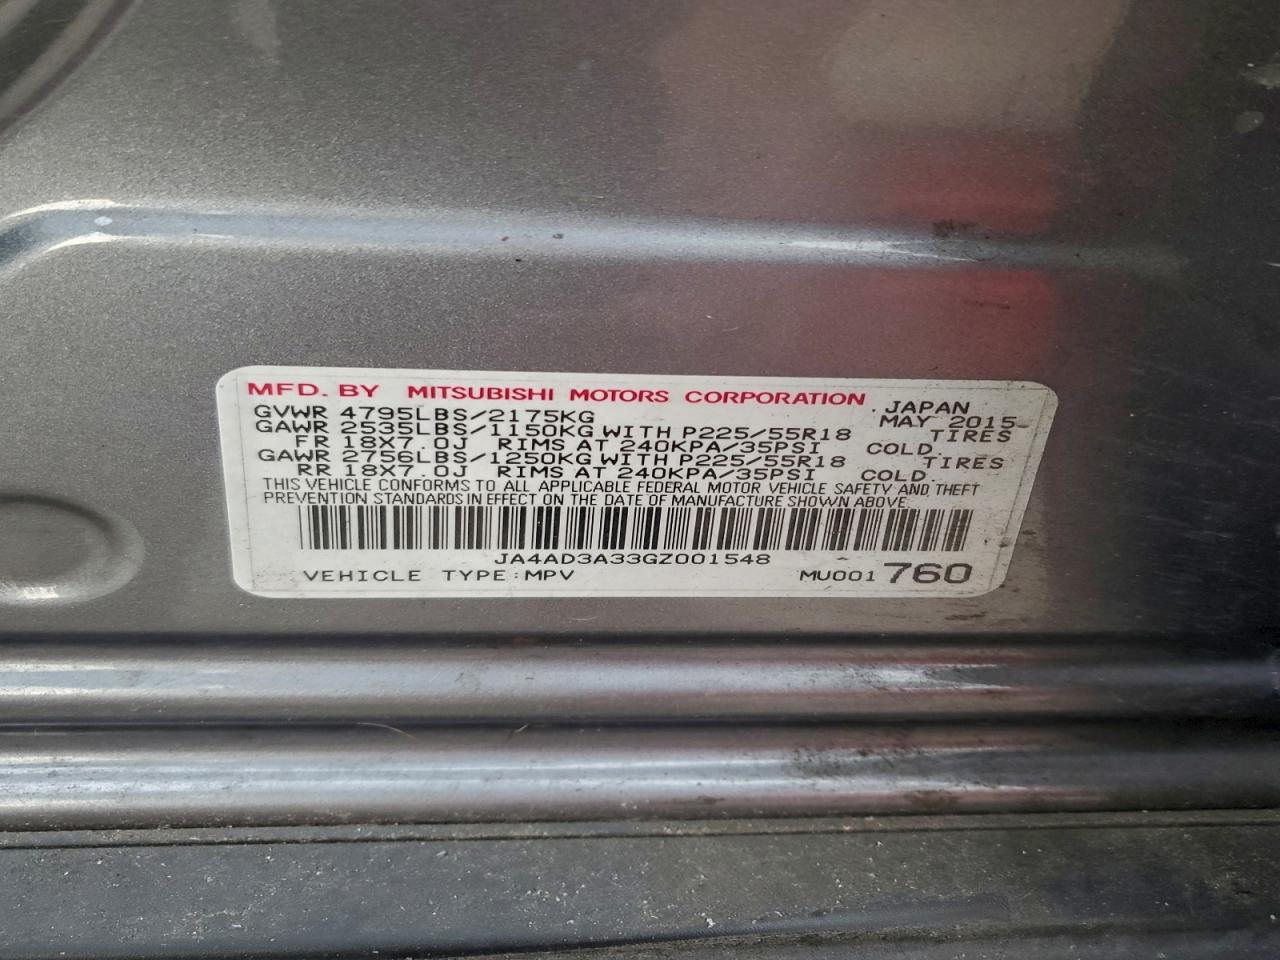 MFD. BY MITSUBISHI MOTORS CORPORATION JAPAN
GVWR 4795LBS/2175KG MAY 2015
GAWR 2535LBS/1150KG WITH P225/55R18 TIRES
FR 18X7.0J RIMS AT 240KPA/35PSI COLD.
GAWR 2756LBS/1250KG WITH P225/55R18 TIRES
RR 18X7.0J RIMS AT 240KPA/35PSI COLD.
THIS VEHICLE CONFORMS TO ALL APPLICABLE FEDERAL MOTOR VEHICLE SAFETY AND THEFT
PREVENTION STANDARDS IN EFFECT ON THE DATE OF MANUFACTURE SHOWN ABOVE.
JA4AD3A33GZ001548
VEHICLE TYPE:MPV MU001760